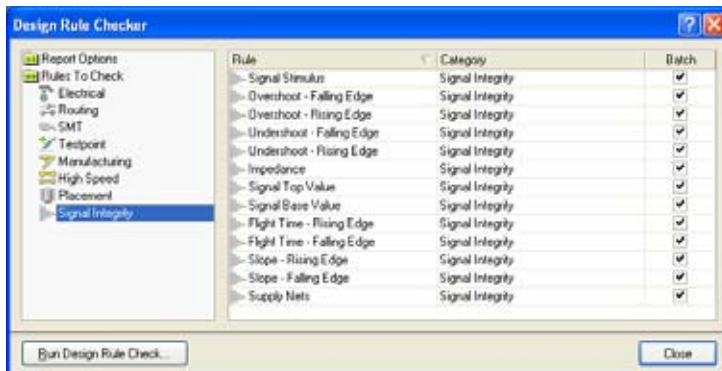 Design Rule Checker
Report Options
Rules To Check
Electrical
Routing
SMT
Testpoint
Manufacturing
High Speed
Placement
Signal Integrity
Rule Category Batch
Signal Stimulus Signal Integrity
Overshoot - Falling Edge Signal Integrity
Overshoot - Rising Edge Signal Integrity
Undershoot - Falling Edge Signal Integrity
Undershoot - Rising Edge Signal Integrity
Impedance Signal Integrity
Signal Top Value Signal Integrity
Signal Base Value Signal Integrity
Flight Time - Rising Edge Signal Integrity
Flight Time - Falling Edge Signal Integrity
Slope - Rising Edge Signal Integrity
Slope - Falling Edge Signal Integrity
Supply Nets Signal Integrity
Run Design Rule Check... Close